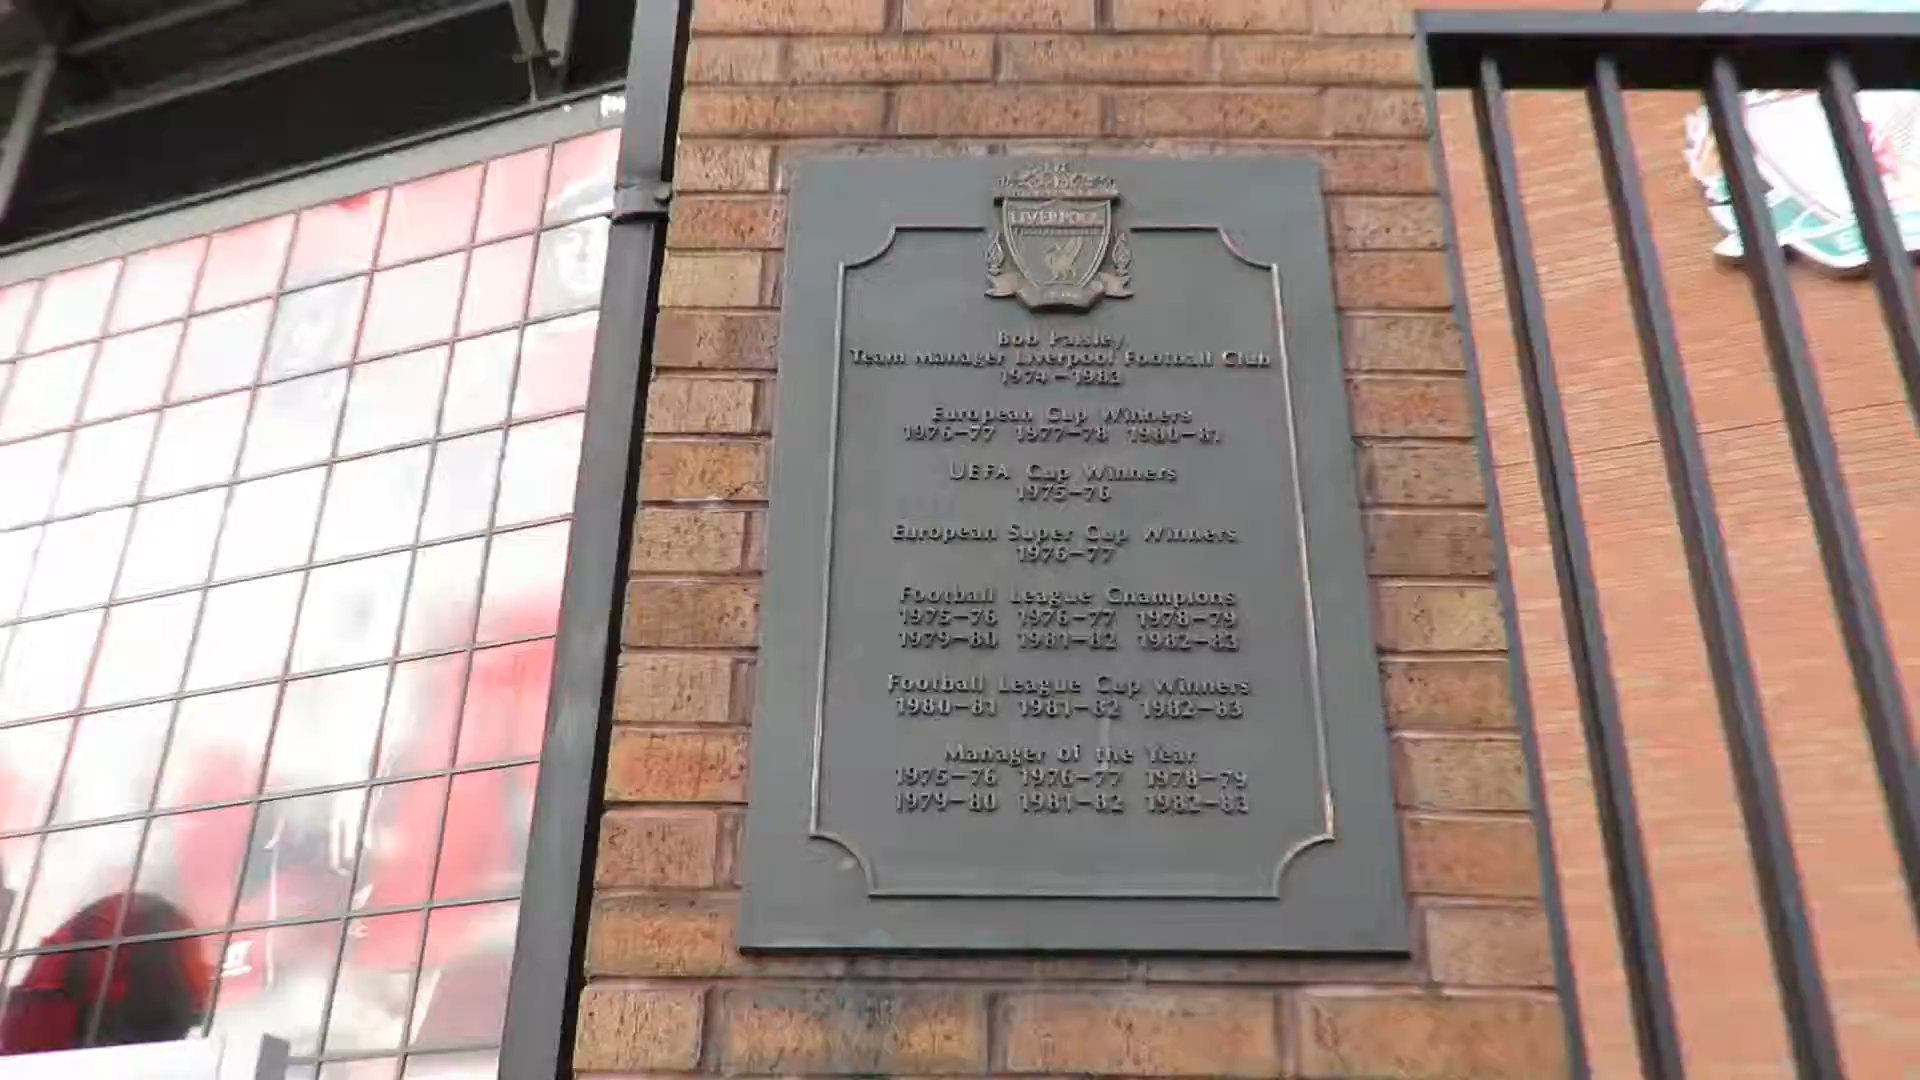 LIVERPOOL
Bob Paisley
Team Manager Liverpool Football Club
1974-1983
European Cup Winners
1976-77 1977-78 1980-81
UEFA Cup Winners
1975-76
European Super Cup Winners
1976-77
Football League Champions
1975-76 1976-77 1978-79
1979-80 1981-82 1982-83
Football League Cup Winners
1980-81 1981-82 1982-83
Manager of the Year
1975-76 1976-77 1978-79
1979-80 1981-82 1982-83